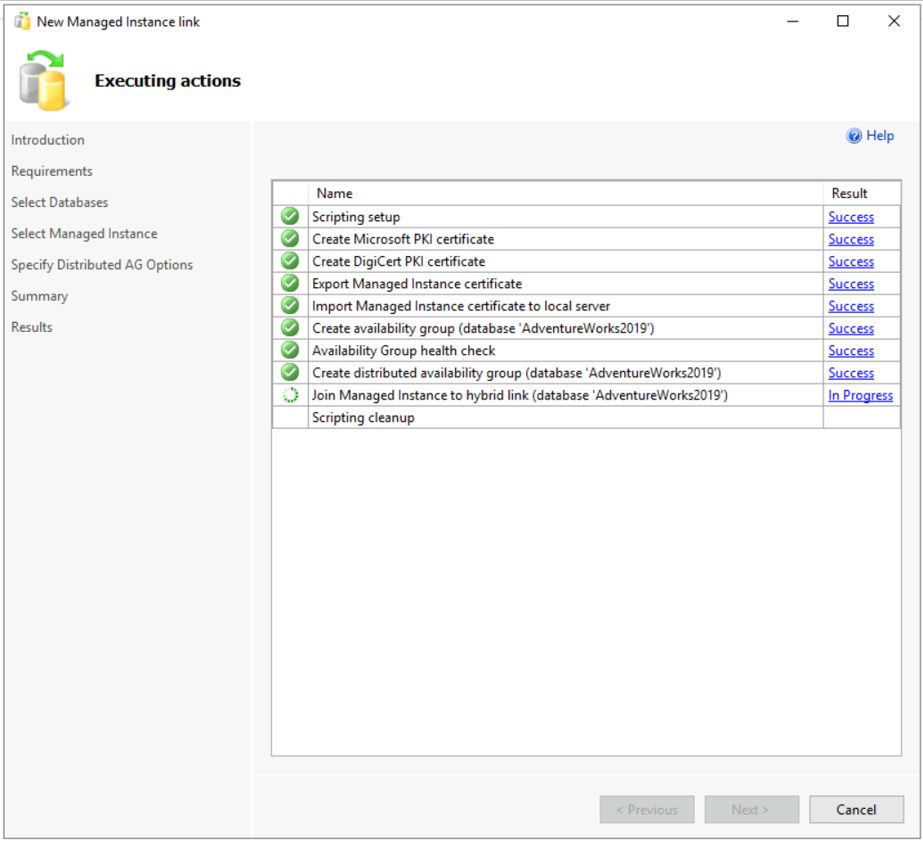 New Managed Instance link
Executing actions
Introduction
Requirements
Select Databases
Select Managed Instance
Specify Distributed AG Options
Summary
Results
Help
Name Result
Scripting setup Success
Create Microsoft PKI certificate Success
Create DigiCert PKI certificate Success
Export Managed Instance certificate Success
Import Managed Instance certificate to local server Success
Create availability group (database 'AdventureWorks2019') Success
Availability Group health check Success
Create distributed availability group (database 'AdventureWorks2019') Success
Join Managed Instance to hybrid link (database 'AdventureWorks2019') In Progress
Scripting cleanup
< Previous Next > Cancel